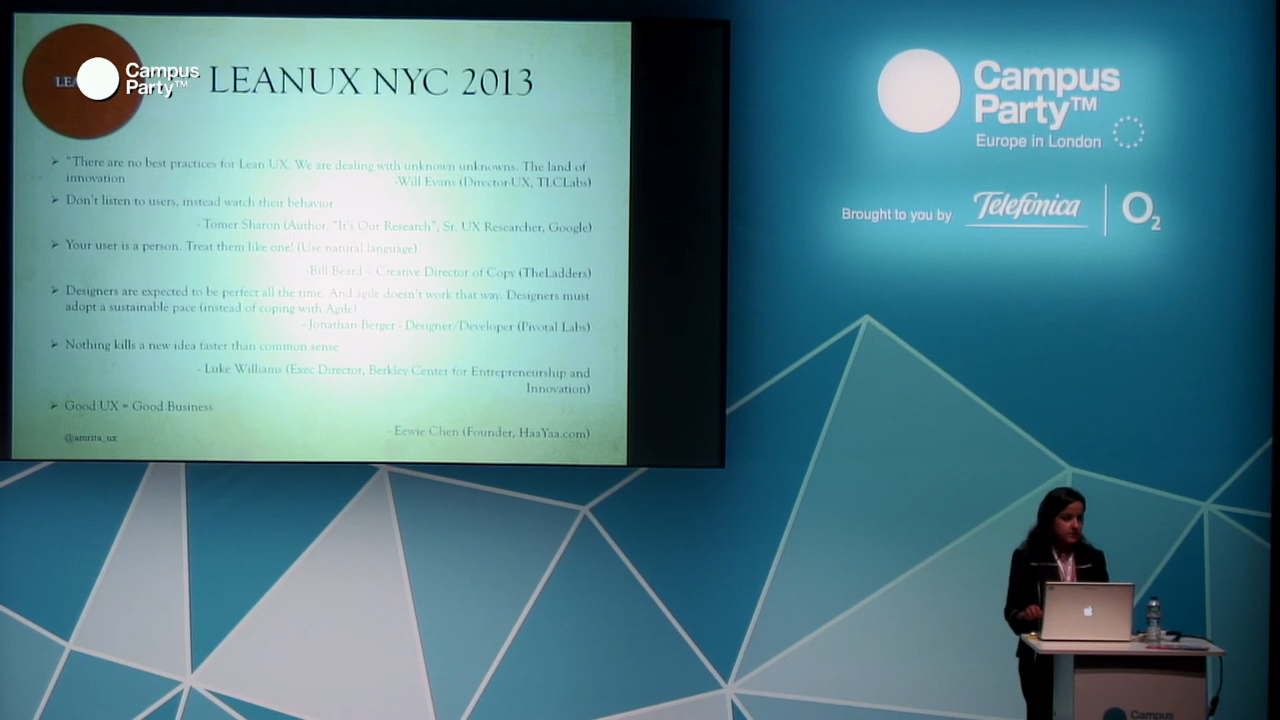 LEA
Campus
Party™
LEANUX NYC 2013
"There are no best practices for Lean UX. We are dealing with unknown unknowns. The land of
innovation
-Will Evans (Director-UX, TLCLabs)
Don't listen to users, instead watch their behavior
- Tomer Sharon (Author, "It's Our Research", Sr. UX Researcher, Google)
Your user is a person. Treat them like one! (Use natural language)
-Bill Beard – Creative Director of Copy (TheLadders)
Designers are expected to be perfect all the time. And agile doesn't work that way. Designers must
adopt a sustainable pace (instead of coping with Agile)
- Jonathan Berger - Designer/Developer (Pivotal Labs)
Nothing kills a new idea faster than common sense
- Luke Williams (Exec Director, Berkley Center for Entrepreneurship and
Innovation)
Good UX = Good Business
- Eewie Chen (Founder, HaaYaa.com)
@amrita_ux
Campus
Party™
Europe in London
Brought to you by
Telefónica
O2
Campus